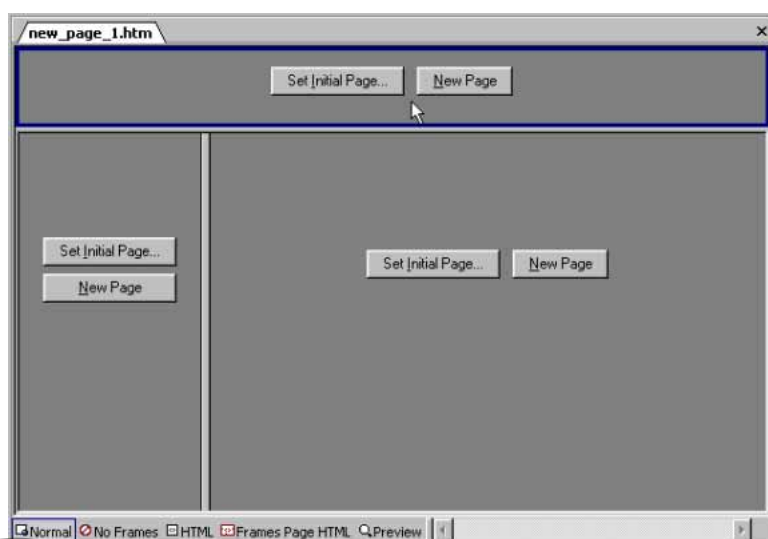 new_page_1.htm
Set Initial Page... New Page
Set Initial Page...
New Page
Set Initial Page... New Page
Normal No Frames HTML Frames Page HTML Preview